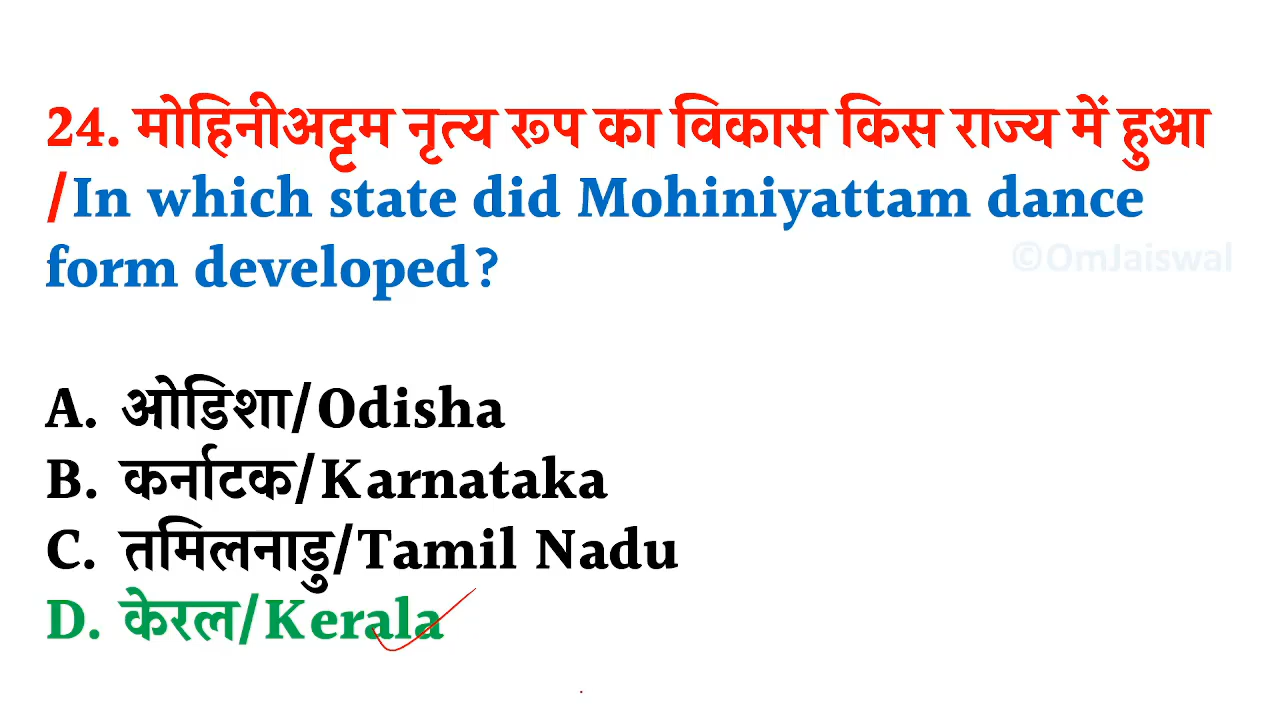 24. मोहिनीअट्टम नृत्य रूप का विकास किस राज्य में हुआ
/In which state did Mohiniyattam dance
form developed?
©OmJaiswal
A. ओडिशा/Odisha
B. कर्नाटक/Karnataka
C. तमिलनाडु/Tamil Nadu
D. केरल/Kerala